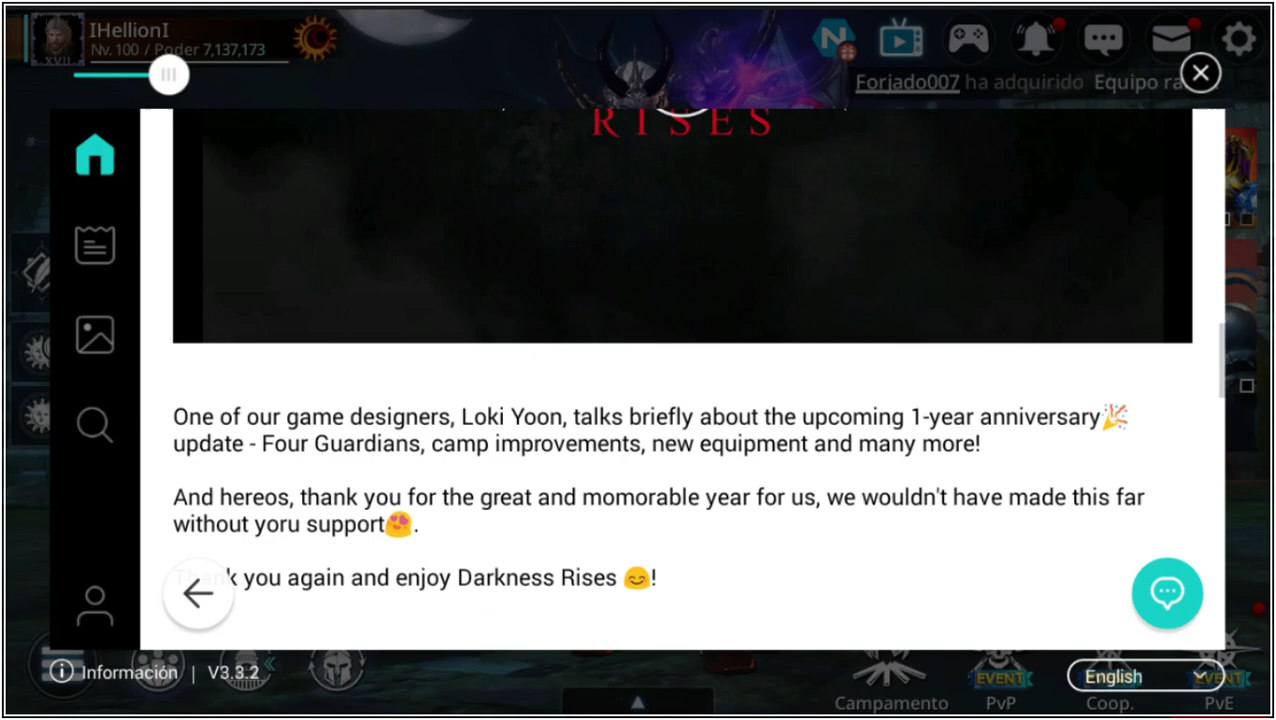 IHellionI
Nv. 100 / Poder 7,137,173
XVII
N
Forjado007 ha adquirido Equipo ra
RISES
One of our game designers, Loki Yoon, talks briefly about the upcoming 1-year anniversary🎉
update - Four Guardians, camp improvements, new equipment and many more!
And hereos, thank you for the great and momorable year for us, we wouldn't have made this far
without yoru support😍.
Thank you again and enjoy Darkness Rises 😊!
Información | V3.3.2
English
EVENT
EVENT
Campamento PvP Coop. PvE